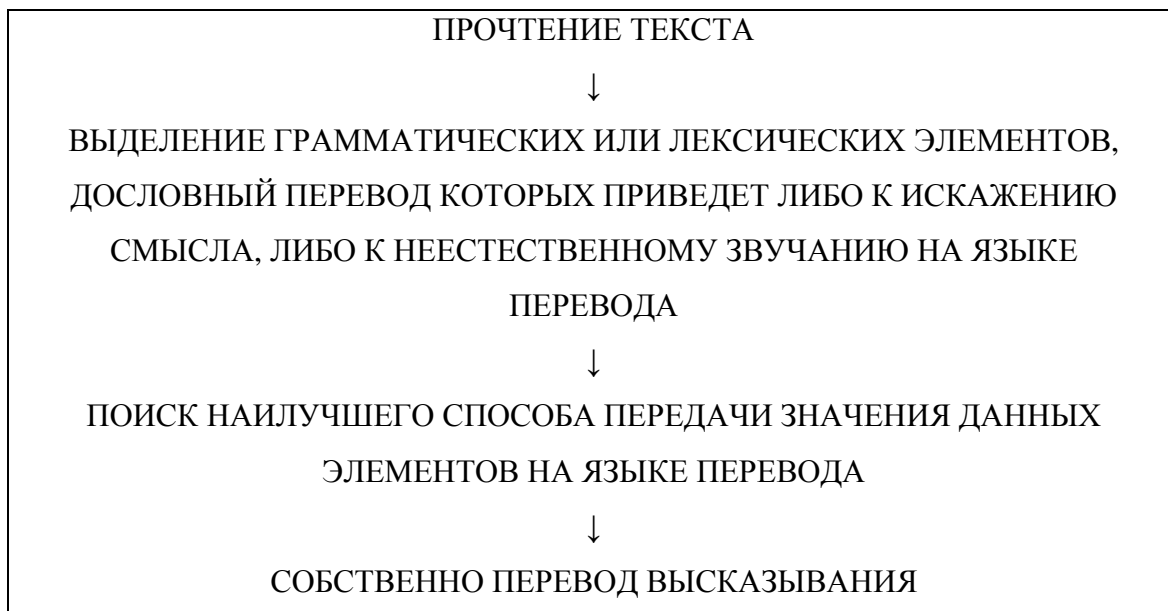 ПРОЧТЕНИЕ ТЕКСТА
↓
ВЫДЕЛЕНИЕ ГРАММАТИЧЕСКИХ ИЛИ ЛЕКСИЧЕСКИХ ЭЛЕМЕНТОВ,
ДОСЛОВНЫЙ ПЕРЕВОД КОТОРЫХ ПРИВЕДЕТ ЛИБО К ИСКАЖЕНИЮ
СМЫСЛА, ЛИБО К НЕЕСТЕСТВЕННОМУ ЗВУЧАНИЮ НА ЯЗЫКЕ
ПЕРЕВОДА
↓
ПОИСК НАИЛУЧШЕГО СПОСОБА ПЕРЕДАЧИ ЗНАЧЕНИЯ ДАННЫХ
ЭЛЕМЕНТОВ НА ЯЗЫКЕ ПЕРЕВОДА
↓
СОБСТВЕННО ПЕРЕВОД ВЫСКАЗЫВАНИЯ